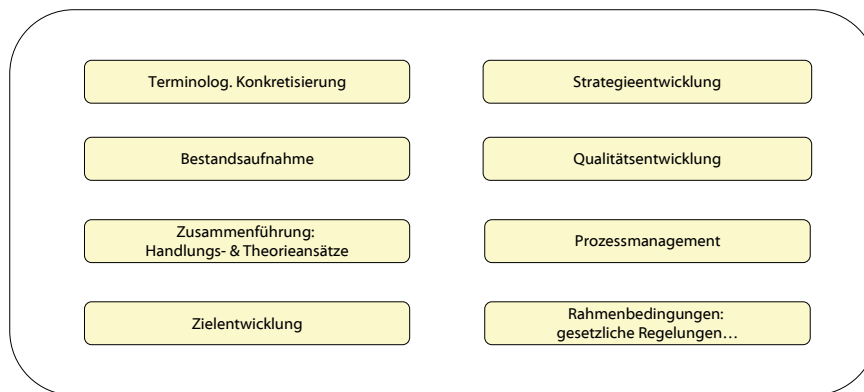 Terminolog. Konkretisierung
Bestandsaufnahme
Zusammenführung:
Handlungs- & Theorieansätze
Zielentwicklung
Strategieentwicklung
Qualitätsentwicklung
Prozessmanagement
Rahmenbedingungen:
gesetzliche Regelungen…